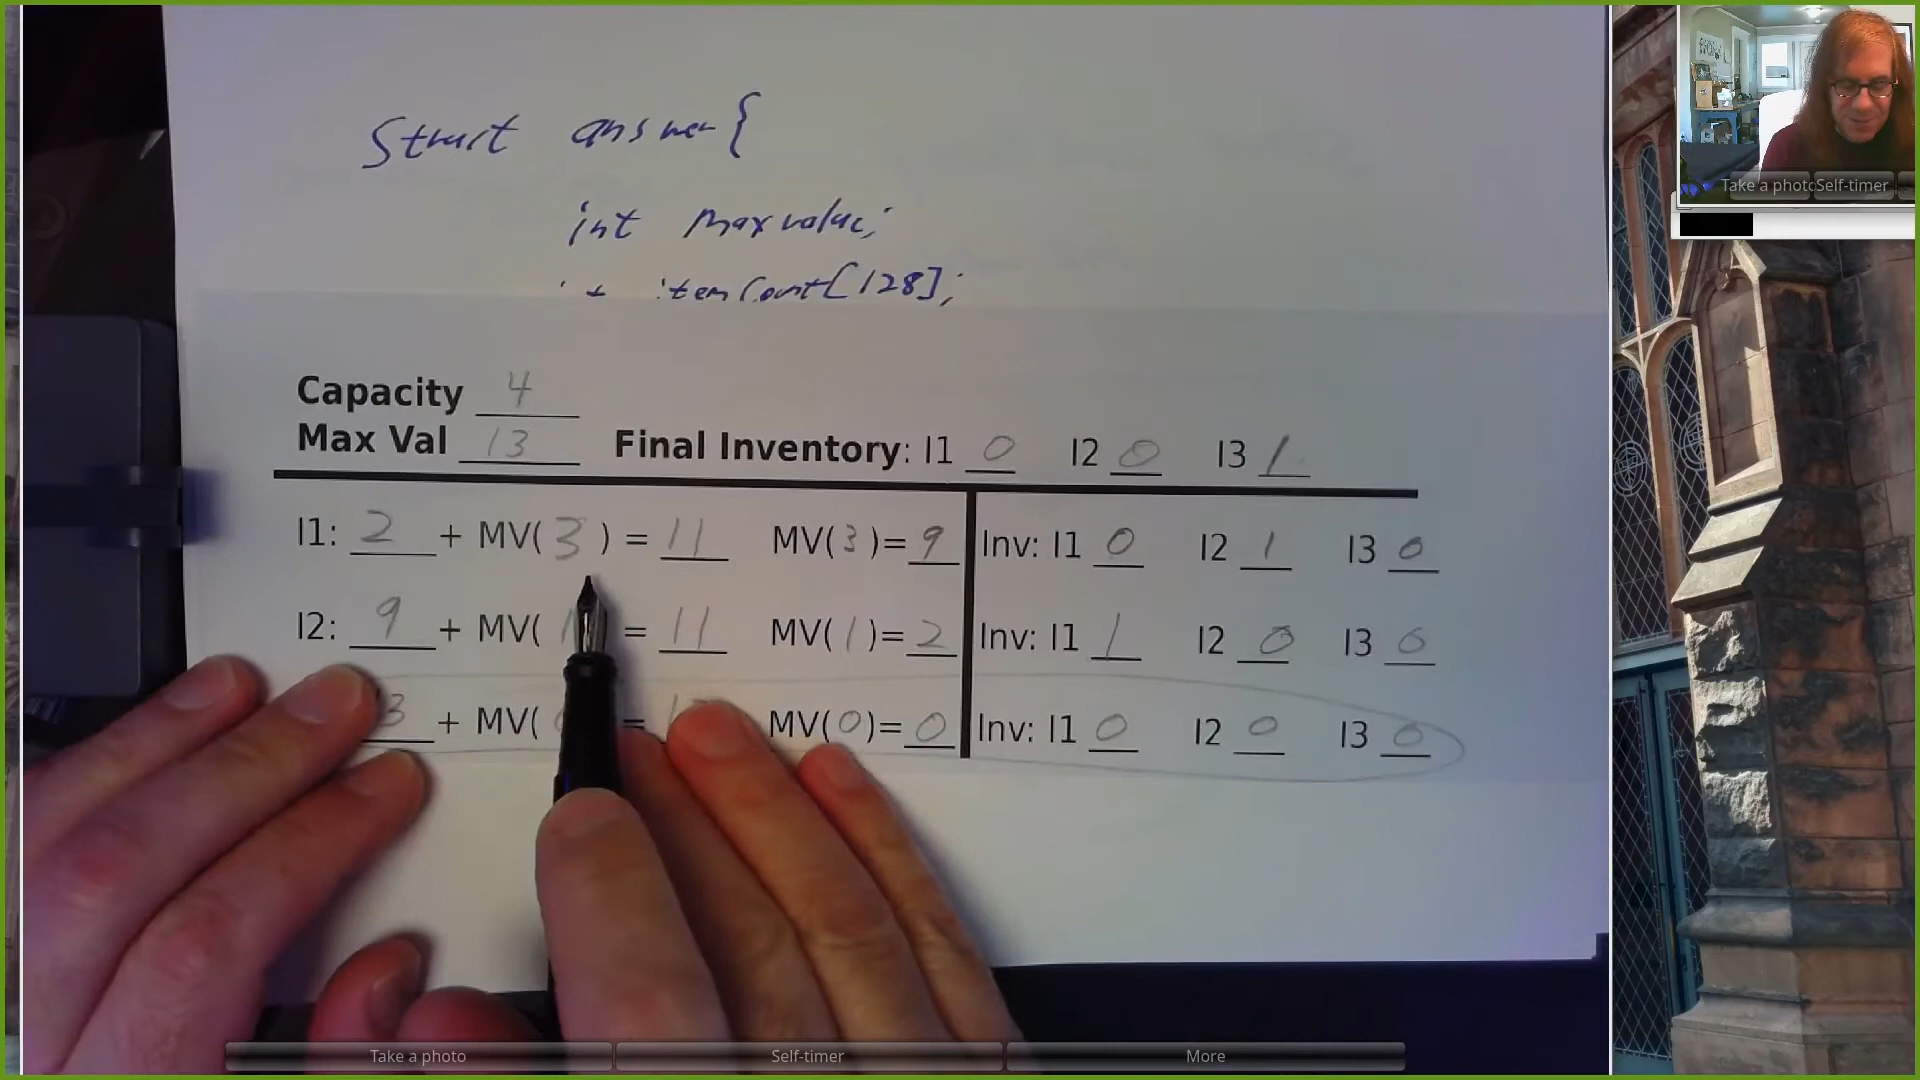 Struct answer {
int maxvalue;
itemCount[128];
Capacity 4
Max Val 13 Final Inventory: I1 0 I2 0 I3 1
I1: 2 + MV( 3 ) = 11 MV( 3 )= 9 Inv: I1 0 I2 1 I3 0
I2: 9 + MV( = 11 MV( 1 )= 2 Inv: I1 1 I2 0 I3 0
3 + MV( = MV( 0 )= 0 Inv: I1 0 I2 0 I3 0
Take a photo Self-timer More
Take a photo Self-timer